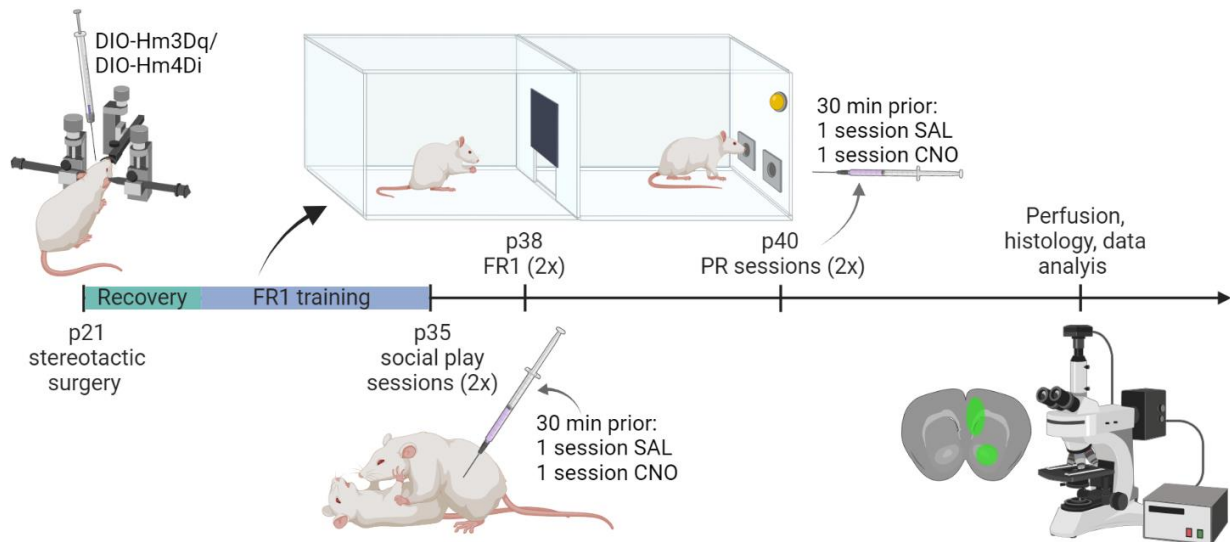 DIO-Hm3Dq/
DIO-Hm4Di
30 min prior:
1 session SAL
1 session CNO
Recovery
FR1 training
p21
stereotactic
surgery
p35
social play
sessions (2x)
30 min prior:
1 session SAL
1 session CNO
p38
FR1 (2x)
p40
PR sessions (2x)
Perfusion,
histology, data
analyis